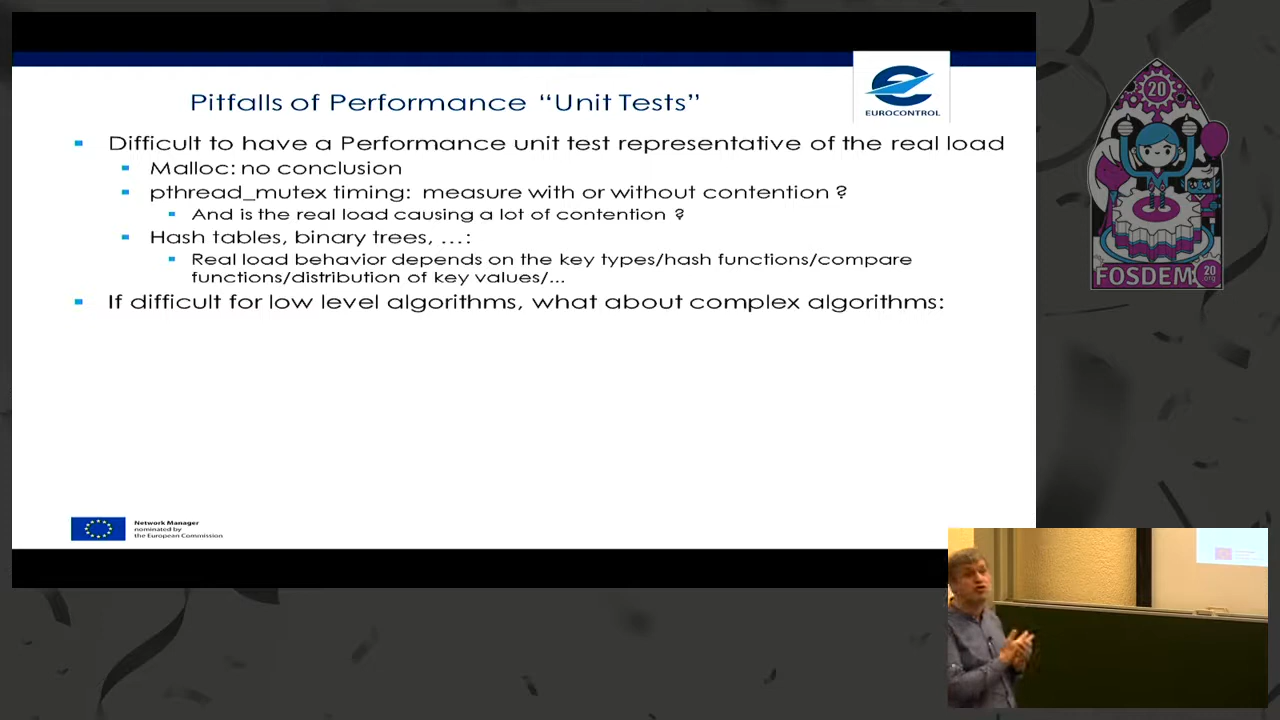 Pitfalls of Performance “Unit Tests”
EUROCONTROL
Difficult to have a Performance unit test representative of the real load
Malloc: no conclusion
pthread_mutex timing: measure with or without contention ?
And is the real load causing a lot of contention ?
Hash tables, binary trees, …:
Real load behavior depends on the key types/hash functions/compare
functions/distribution of key values/...
If difficult for low level algorithms, what about complex algorithms:
Network Manager
nominated by
the European Commission
20
FOSDEM
20
.org